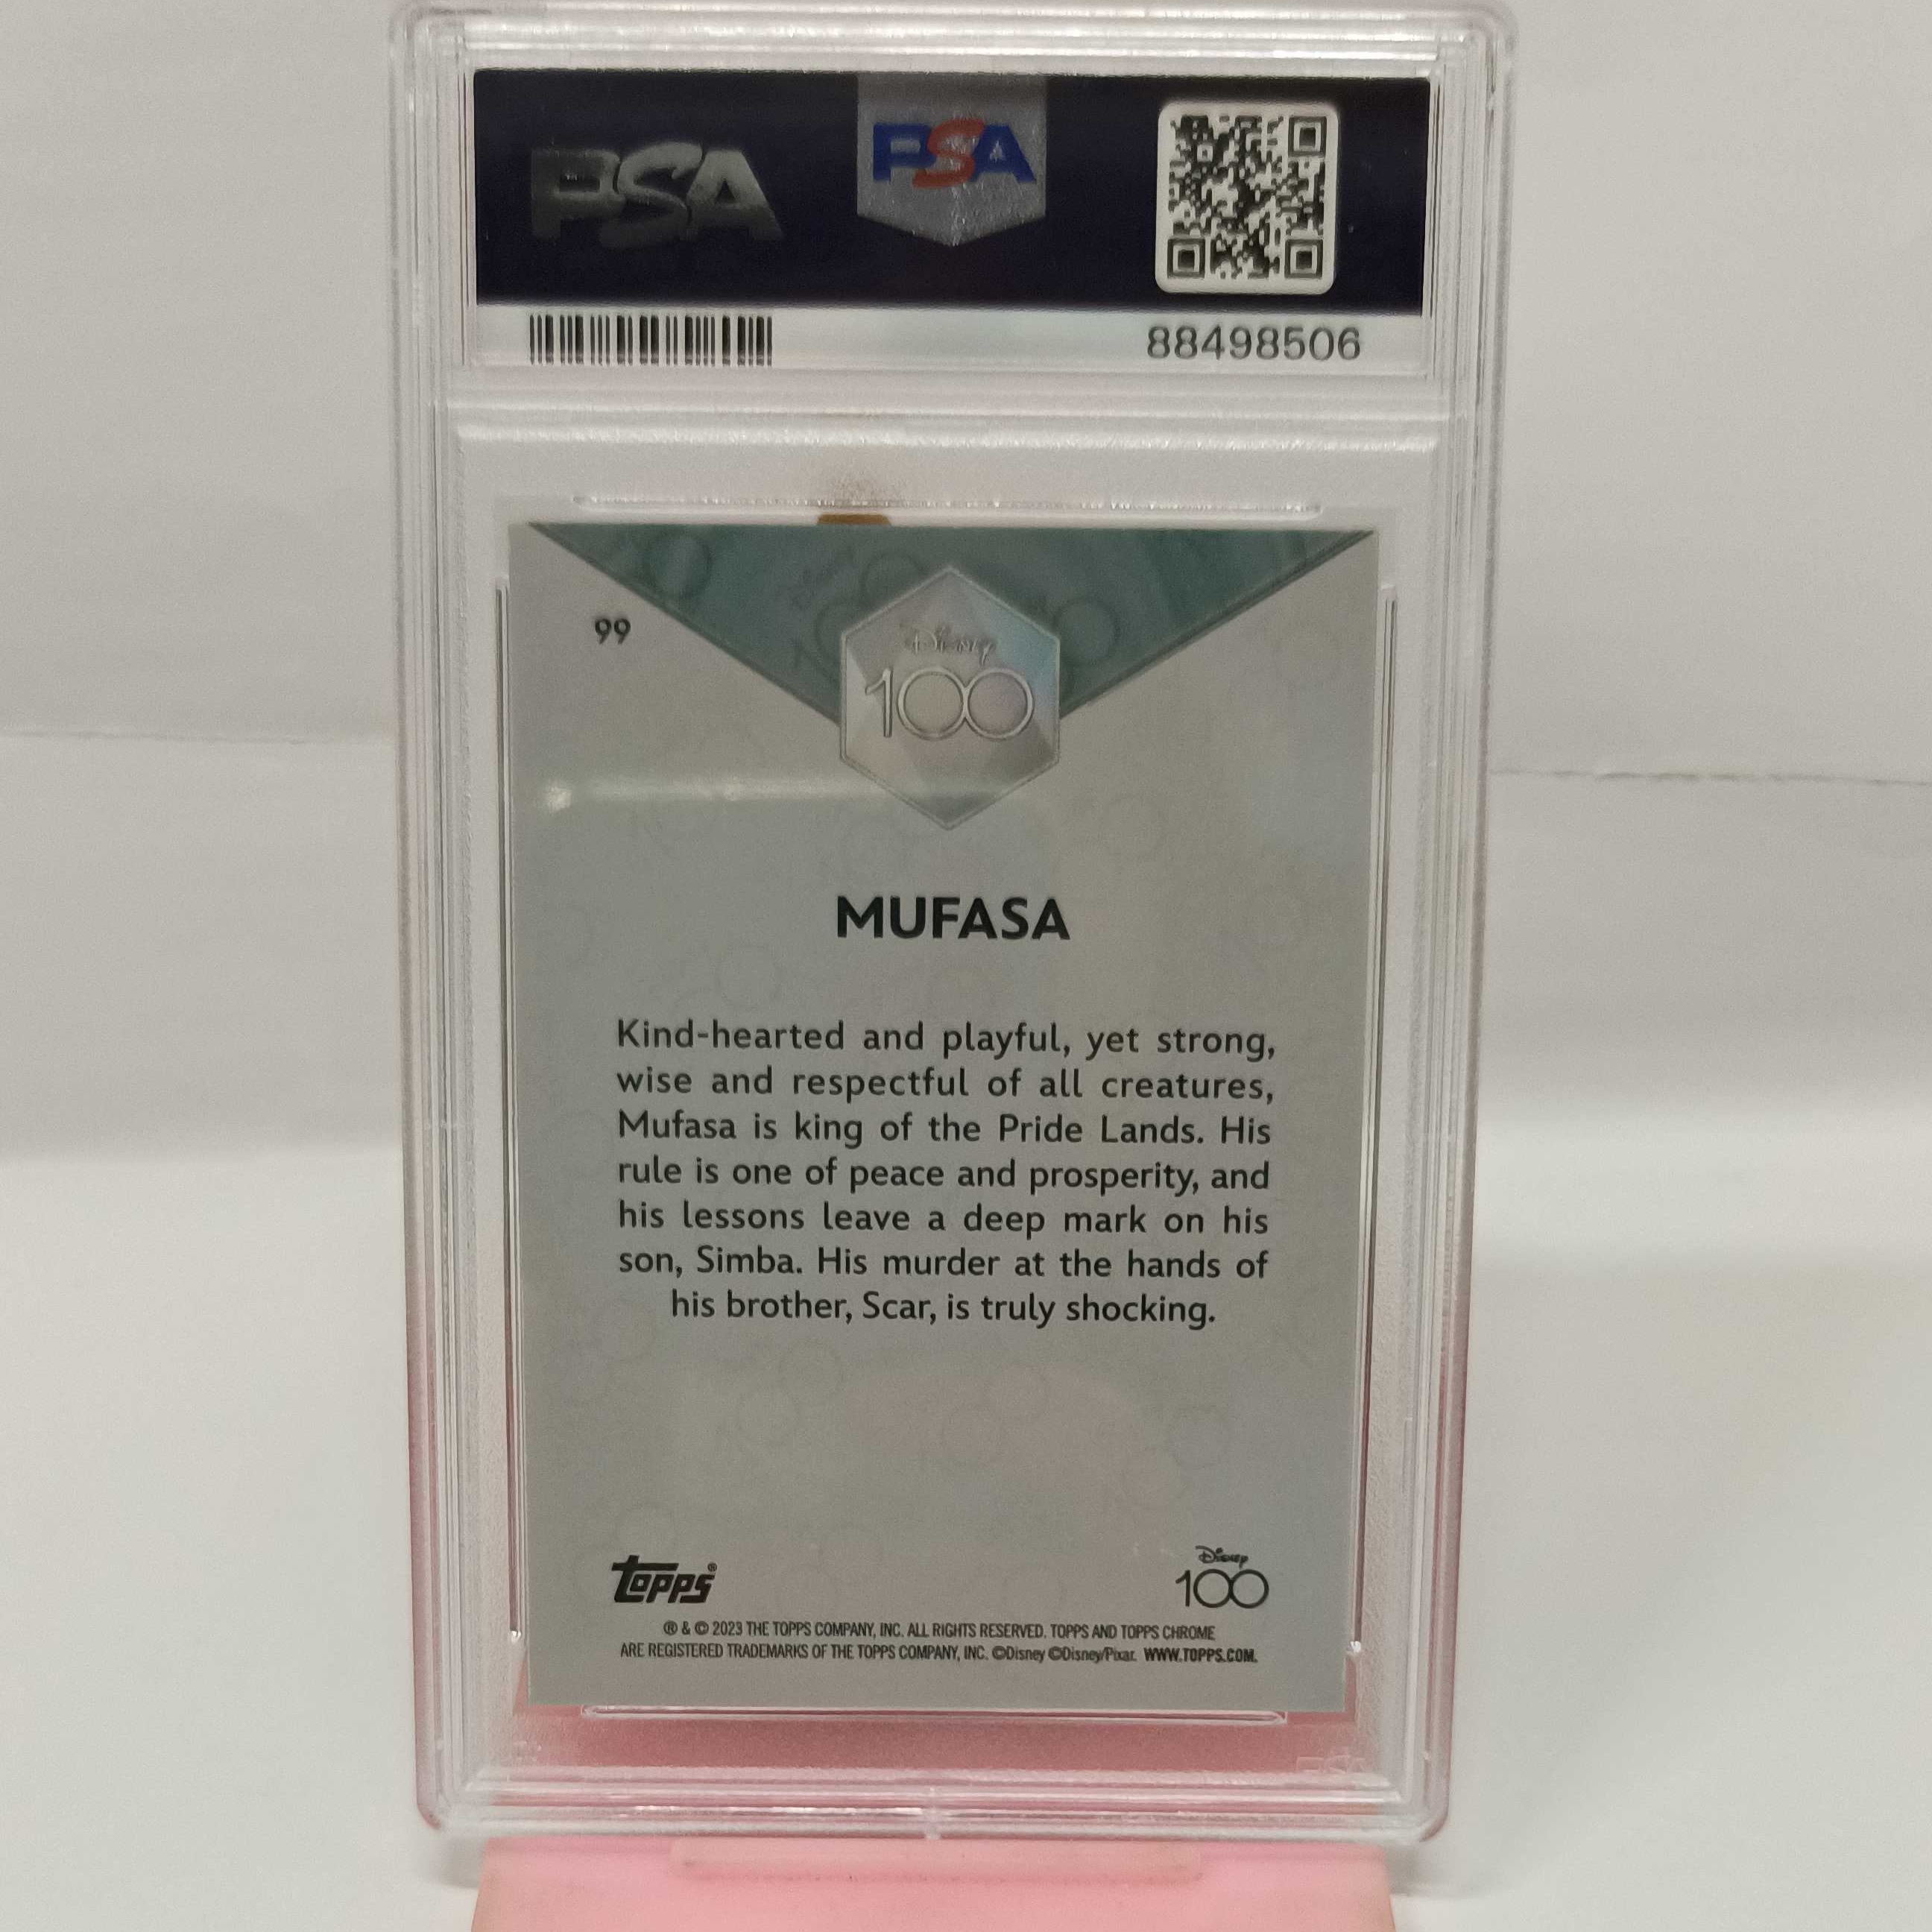 PSA
PSA
88498506
99
Disney
100
MUFASA
Kind-hearted and playful, yet strong,
wise and respectful of all creatures,
Mufasa is king of the Pride Lands. His
rule is one of peace and prosperity, and
his lessons leave a deep mark on his
son, Simba. His murder at the hands of
his brother, Scar, is truly shocking.
topps®
Disney
100
® & © 2023 THE TOPPS COMPANY, INC. ALL RIGHTS RESERVED. TOPPS AND TOPPS CHROME
ARE REGISTERED TRADEMARKS OF THE TOPPS COMPANY, INC. ©Disney ©Disney/Pixar. WWW.TOPPS.COM.